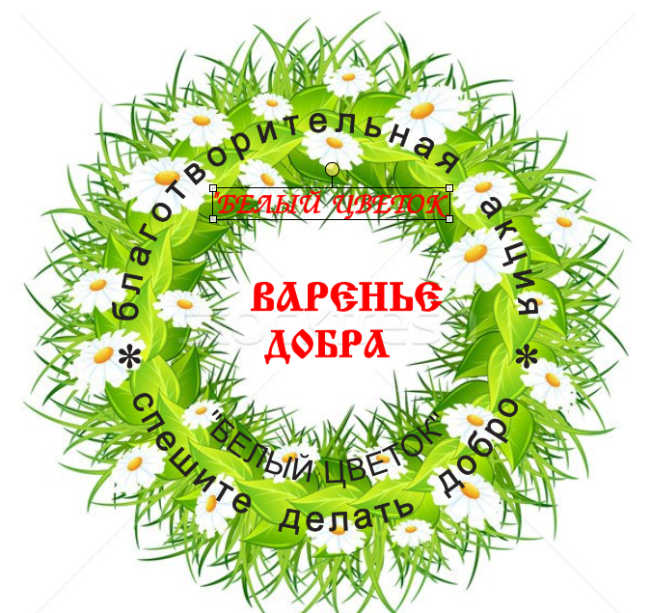 благотворительная акция
"БЕЛЫЙ ЦВЕТОК
ВАРЕНЬЕ
ДОБРА
"БЕЛЫЙ ЦВЕТОК"
* спешите делать добро *